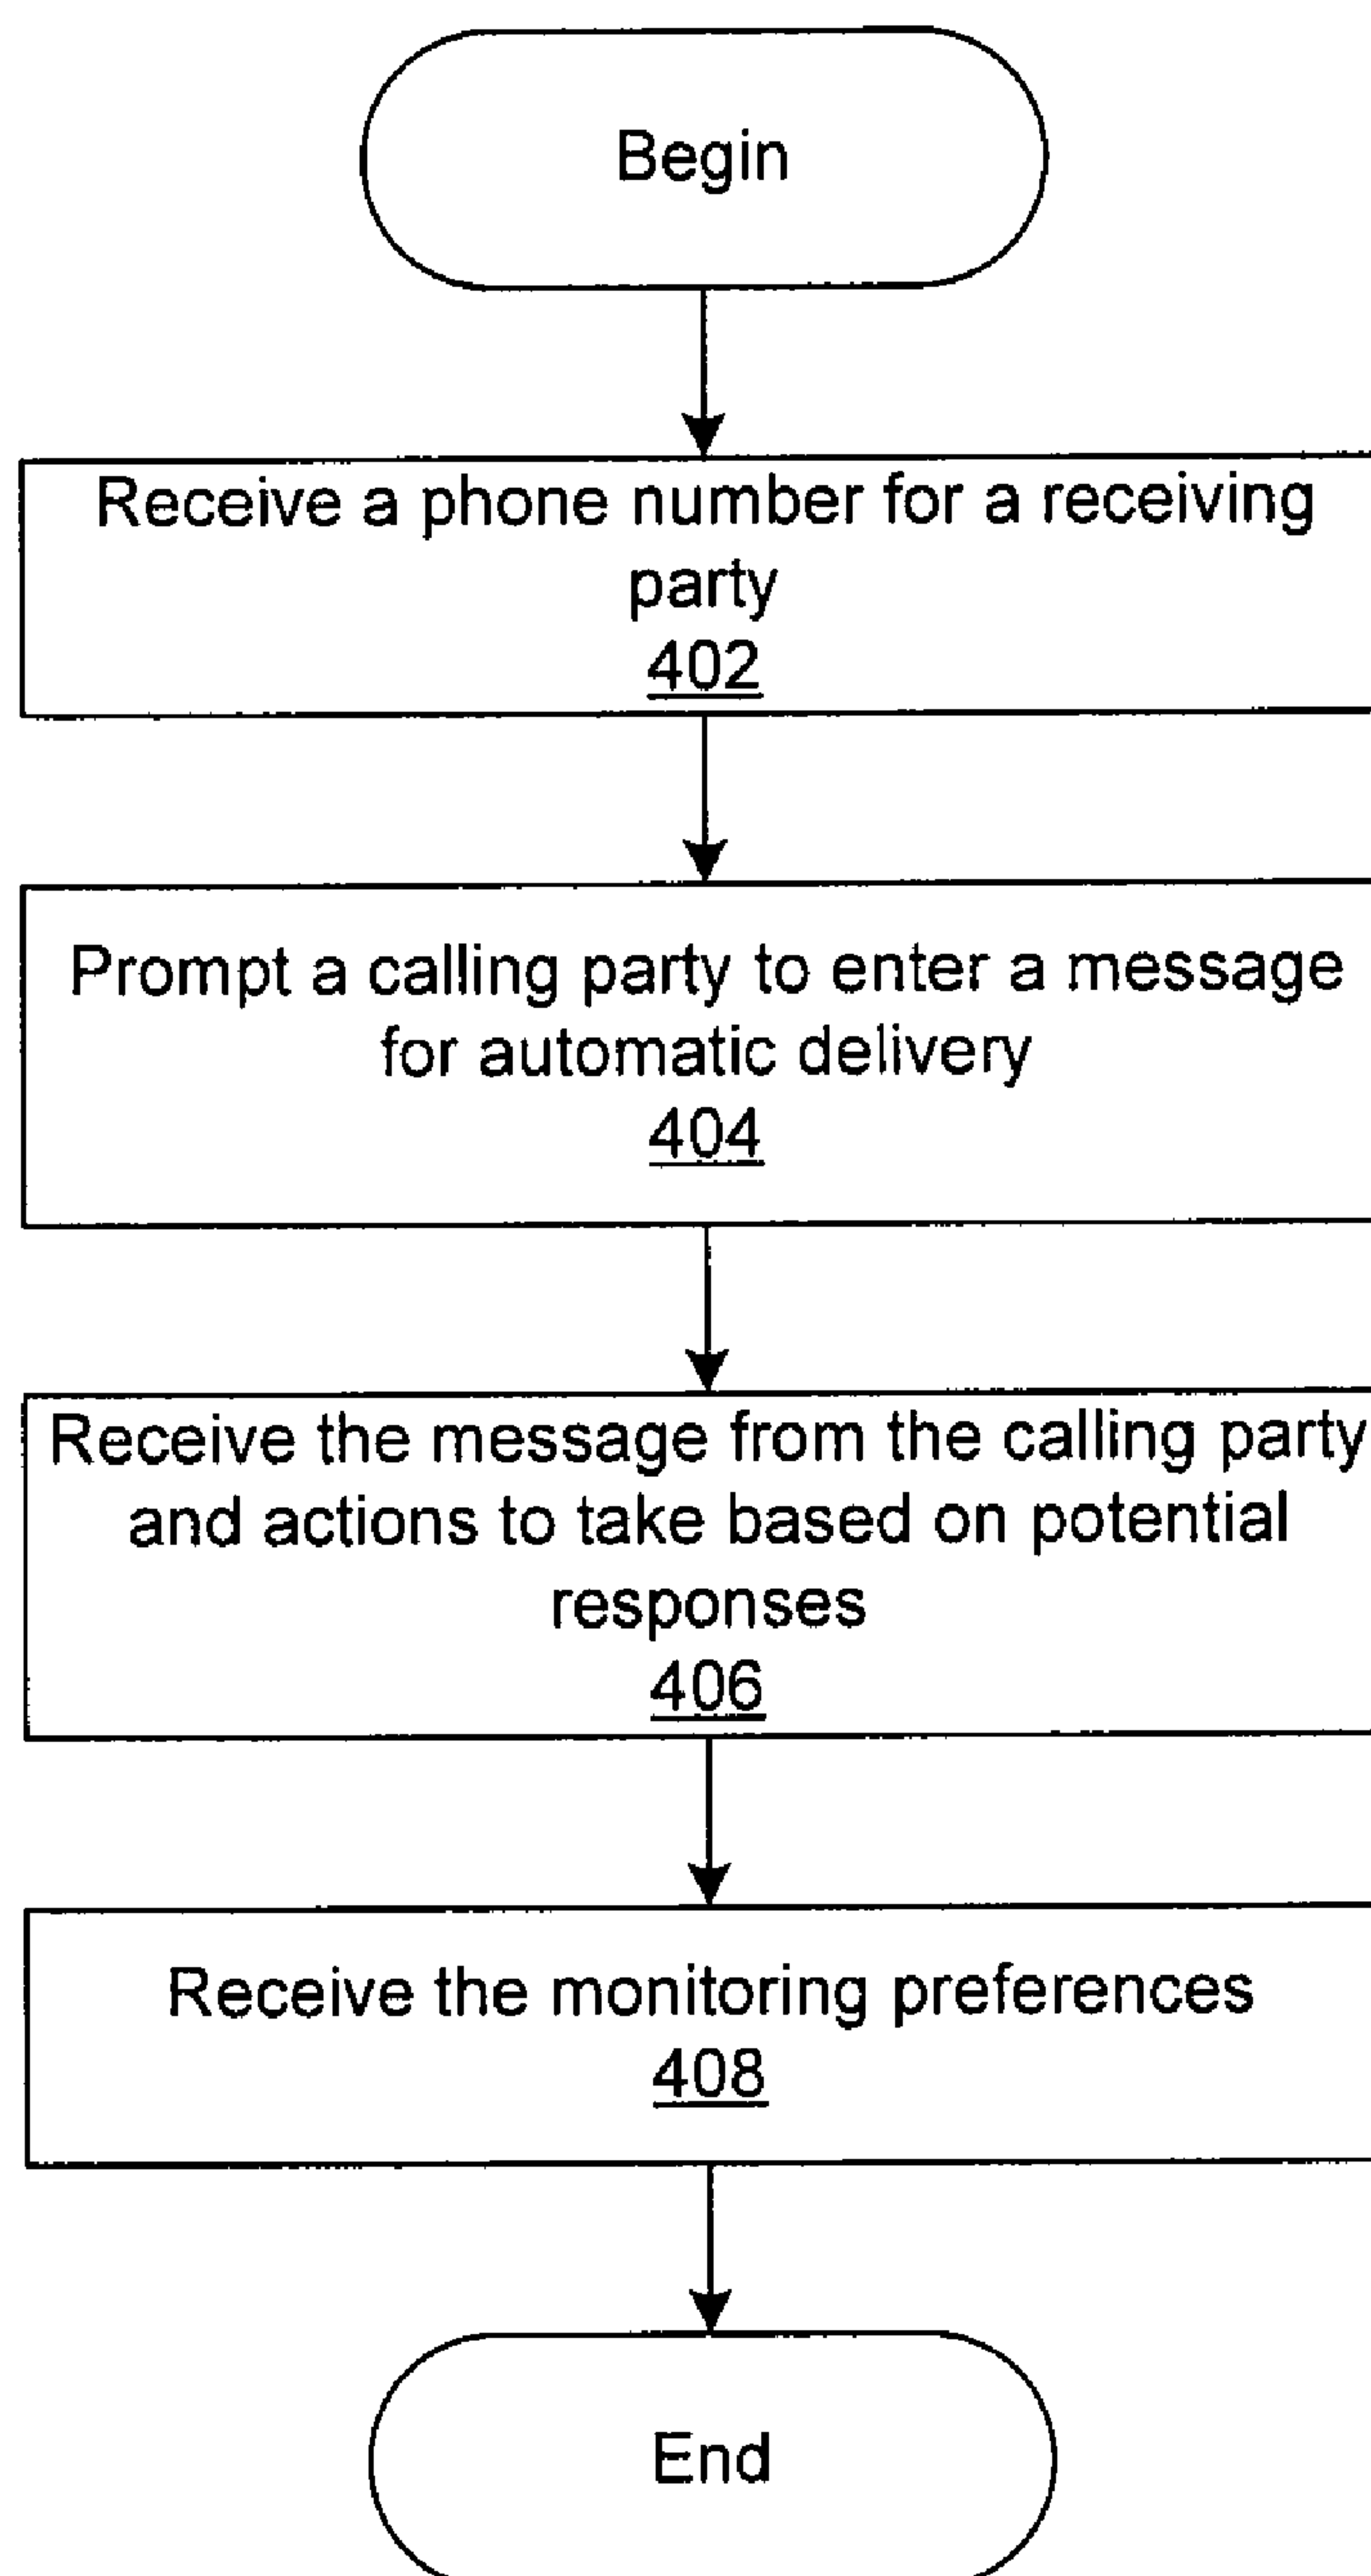 Begin
Receive a phone number for a receiving
party
402
Prompt a calling party to enter a message
for automatic delivery
404
Receive the message from the calling party
and actions to take based on potential
responses
406
Receive the monitoring preferences
408
End